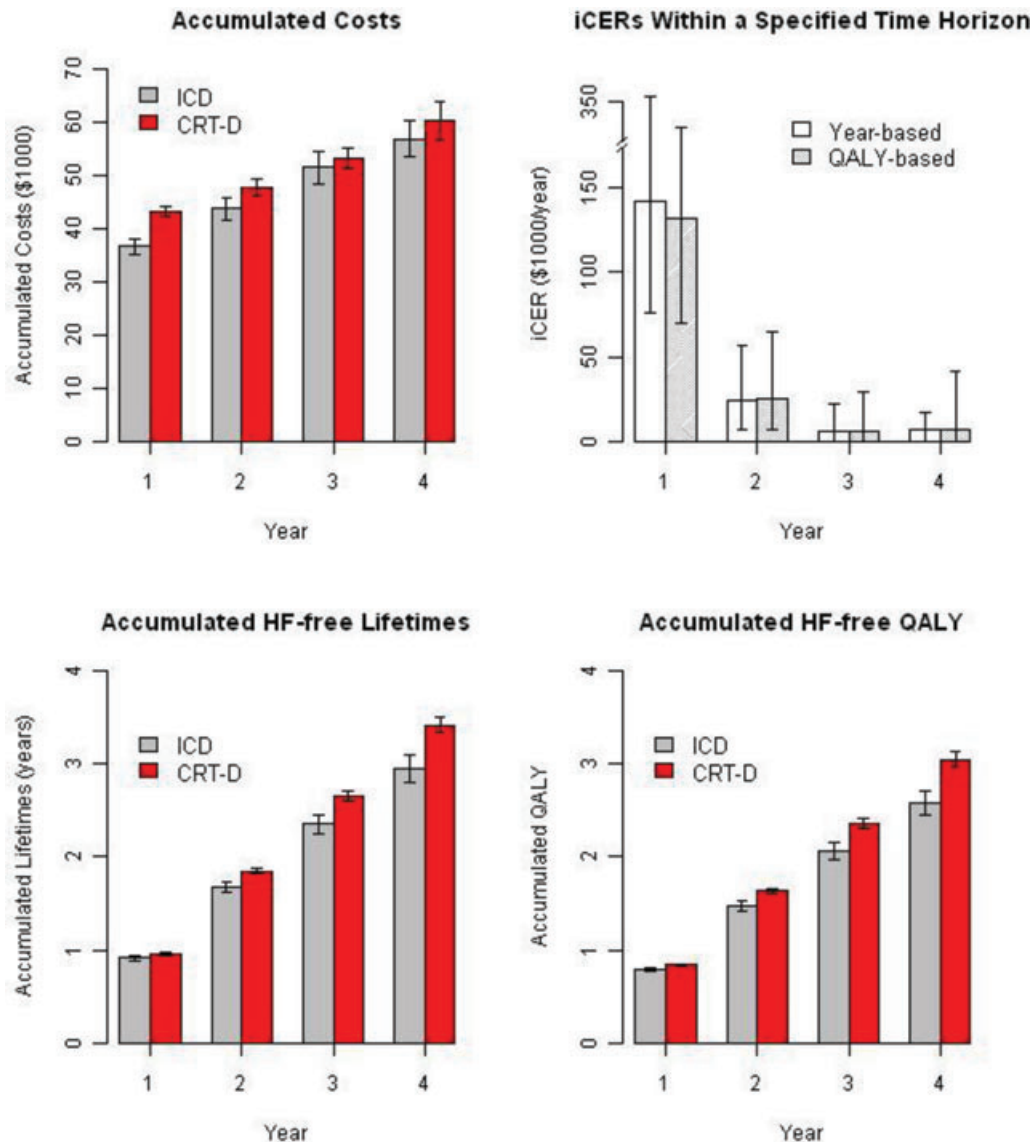 Accumulated Costs
Accumulated Costs ($1000)
70
60
50
40
30
20
10
0
ICD
CRT-D
1 2 3 4
Year
iCERs Within a Specified Time Horizon
iCER ($1000/year)
350
150
100
50
0
Year-based
QALY-based
1 2 3 4
Year
Accumulated HF-free Lifetimes
Accumulated Lifetimes (years)
4
3
2
1
0
ICD
CRT-D
1 2 3 4
Year
Accumulated HF-free QALY
Accumulated QALY
4
3
2
1
0
ICD
CRT-D
1 2 3 4
Year